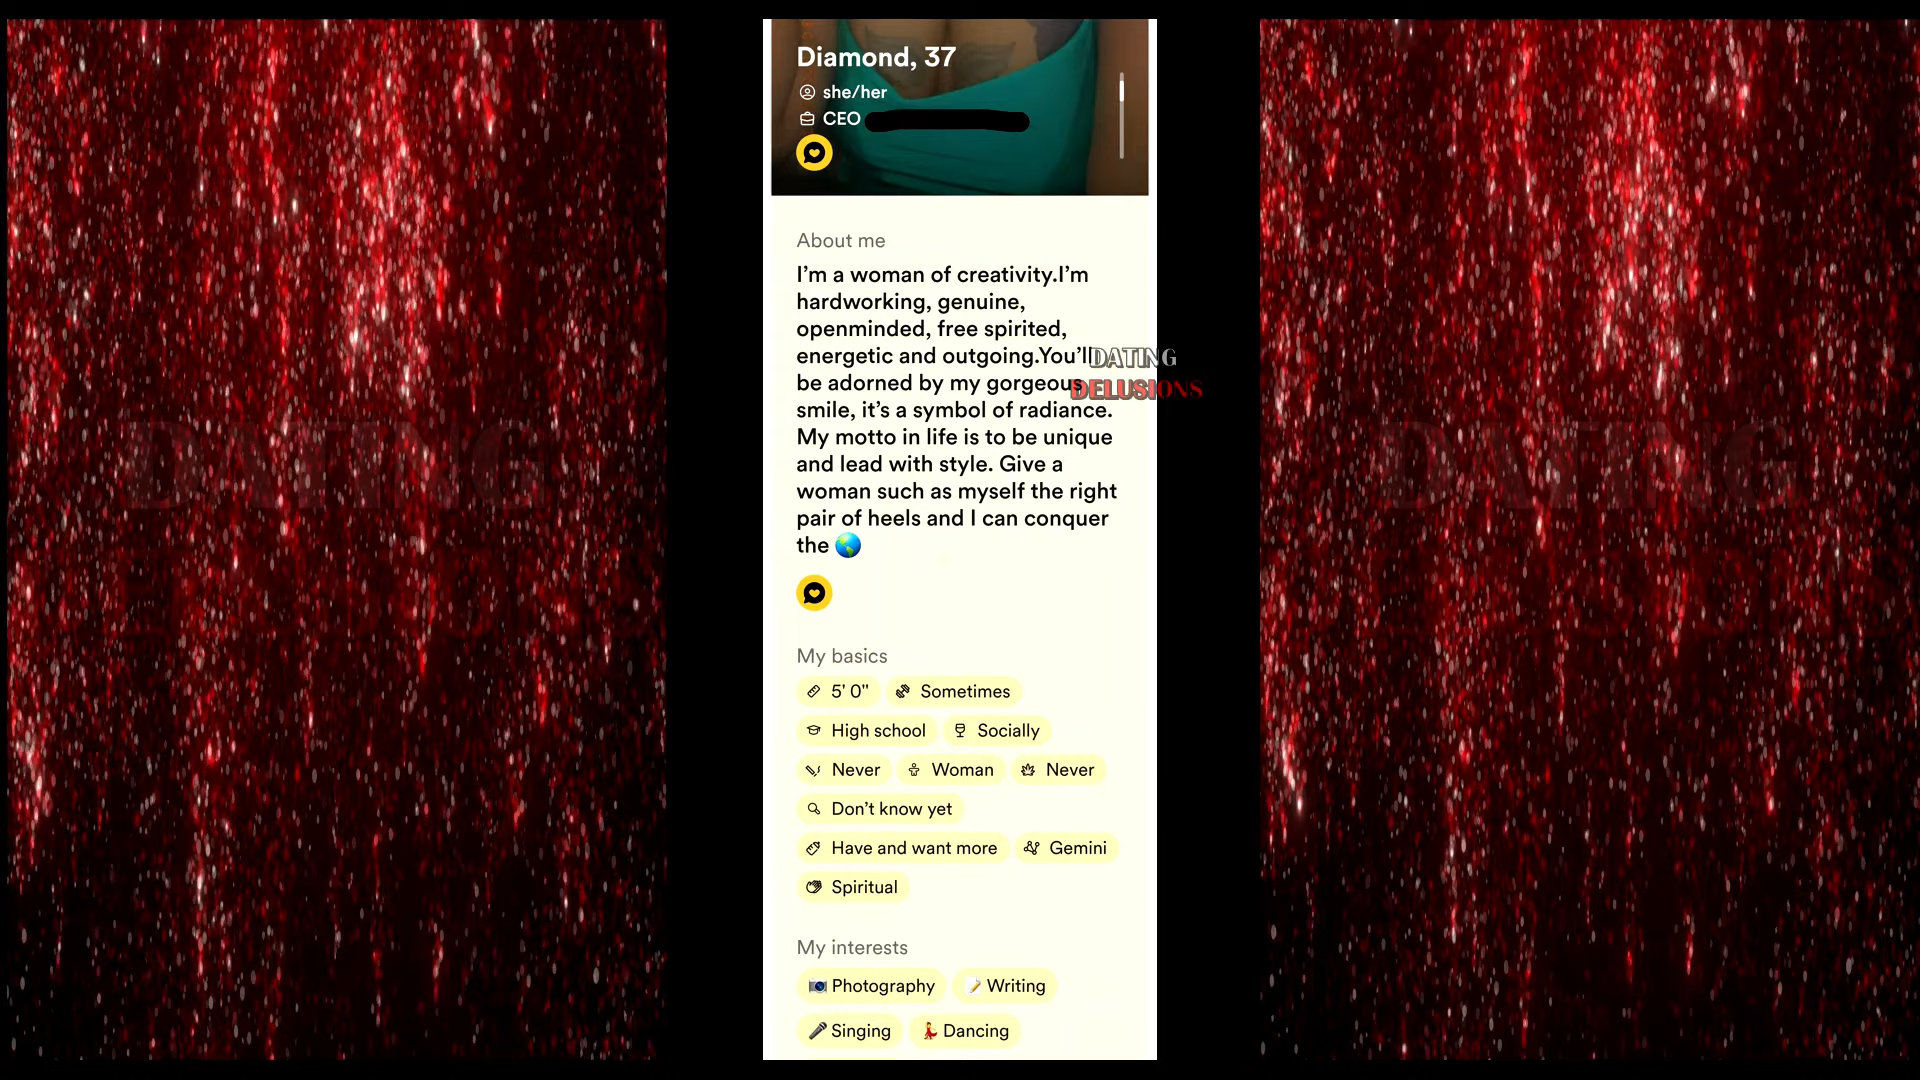 Diamond, 37
she/her
CEO
About me
I'm a woman of creativity.I'm
hardworking, genuine,
openminded, free spirited,
energetic and outgoing.You'll
be adorned by my gorgeous
smile, it's a symbol of radiance.
My motto in life is to be unique
and lead with style. Give a
woman such as myself the right
pair of heels and I can conquer
the 🌎
DATING
DELUSIONS
My basics
5' 0" Sometimes
High school Socially
Never Woman Never
Don't know yet
Have and want more Gemini
Spiritual
My interests
📷 Photography 📝 Writing
🎤 Singing 💃 Dancing
DATING
DATING